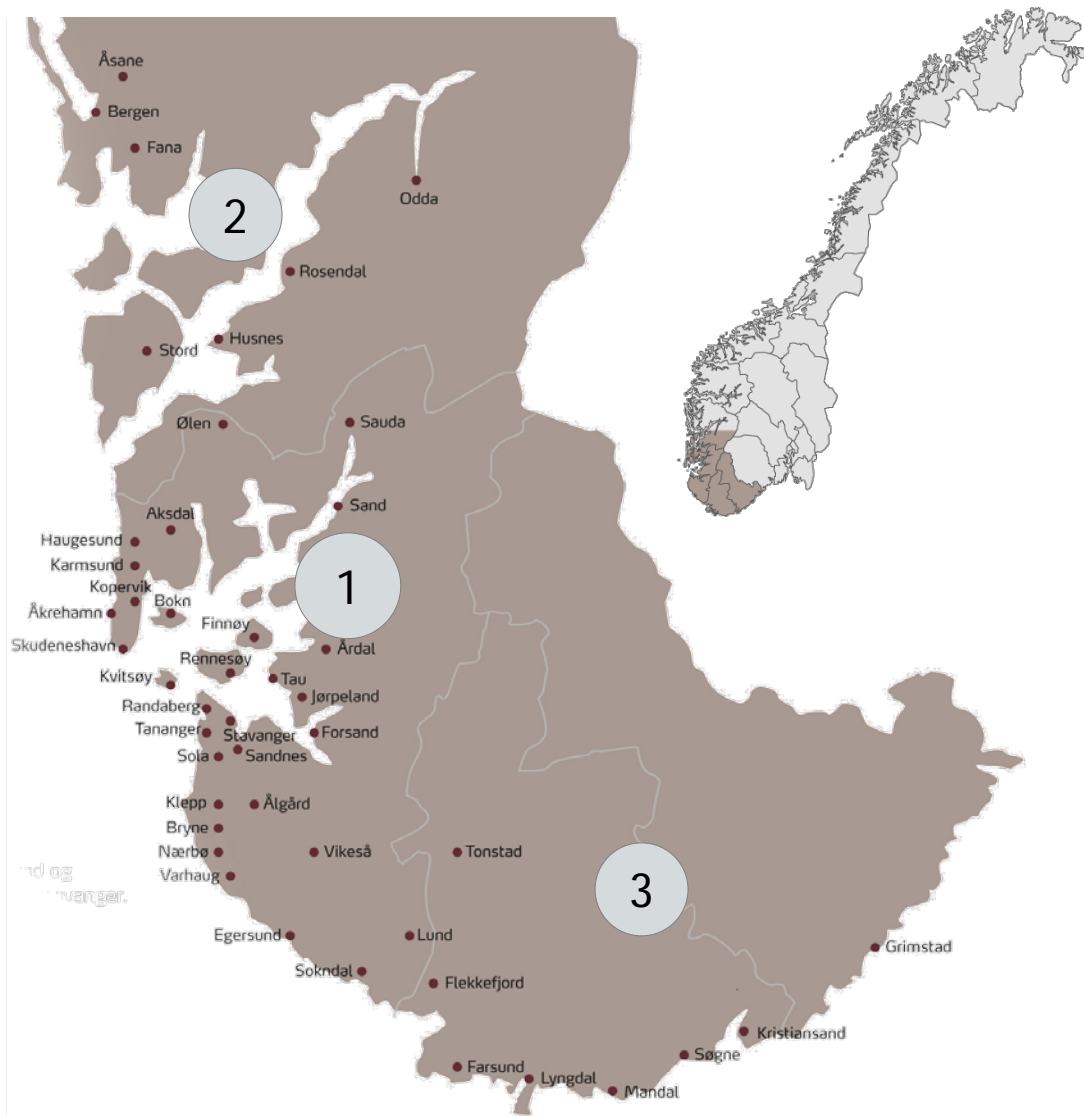 Åsane
Bergen
Fana
2
Odda
Rosendal
Husnes
Stord
Ølen
Sauda
Sand
Aksdal
Haugesund
Karmsund
Kopervik
1
Bokn
Åkrehamn
Finnøy
Skudeneshavn
Årdal
Rennesøy
Kvitsøy
Tau
Jørpeland
Randaberg
Tananger
Stavanger
Forsand
Sola
Sandnes
Klepp
Ålgård
Bryne
Nærbø
Vikeså
Tonstad
Varhaug
og
3
Egersund
Lund
Grimstad
Sokndal
Flekkefjord
Kristiansand
Søgne
Farsund
Lyngdal
Mandal